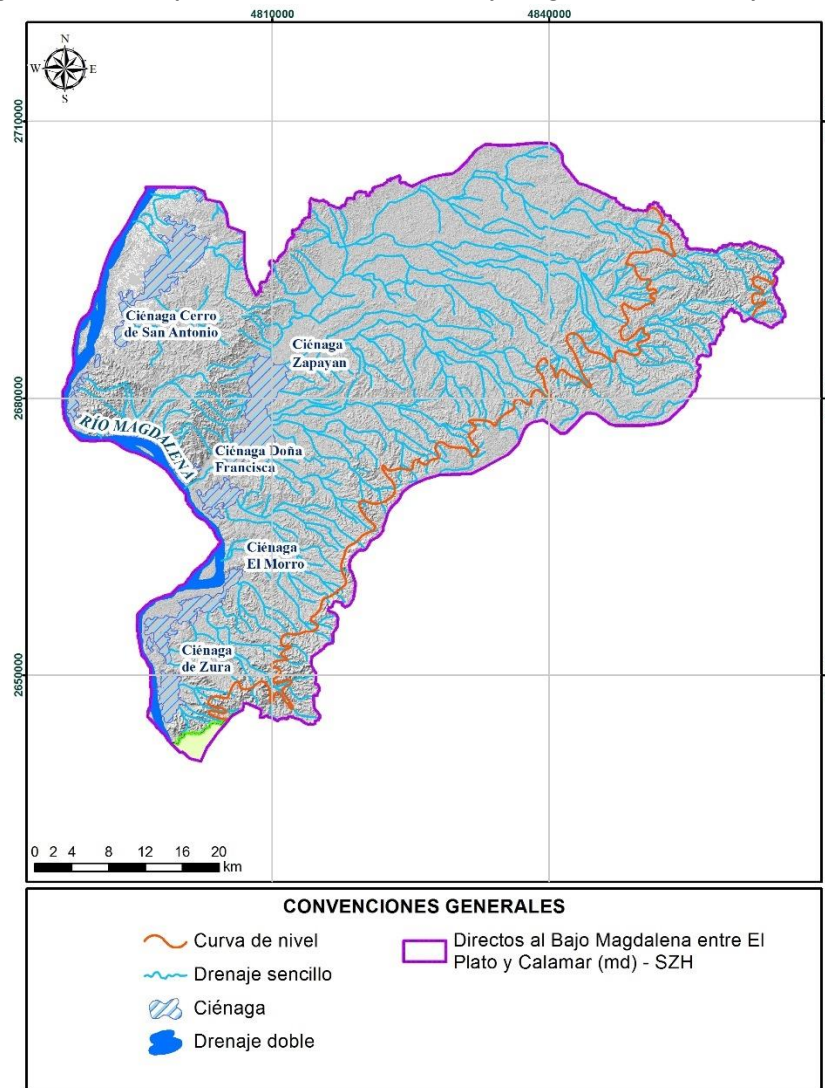 4810000
4840000
N
W
E
S
2710000
Ciénaga Cerro
de San Antonio
Ciénaga
Zapayan
2680000
RÍO MAGDALENA
Ciénaga Doña
Francisca
Ciénaga
El Morro
Ciénaga
de Zura
2650000
0 2 4 8 12 16 20
km
CONVENCIONES GENERALES
Curva de nivel
Drenaje sencillo
Ciénaga
Drenaje doble
Directos al Bajo Magdalena entre El
Plato y Calamar (md) - SZH